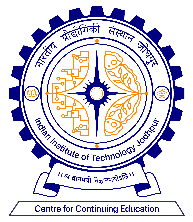 भारतीय प्रौद्योगिकी संस्थान जोधपुर
Indian Institute of Technology Jodhpur
Centre for Continuing Education